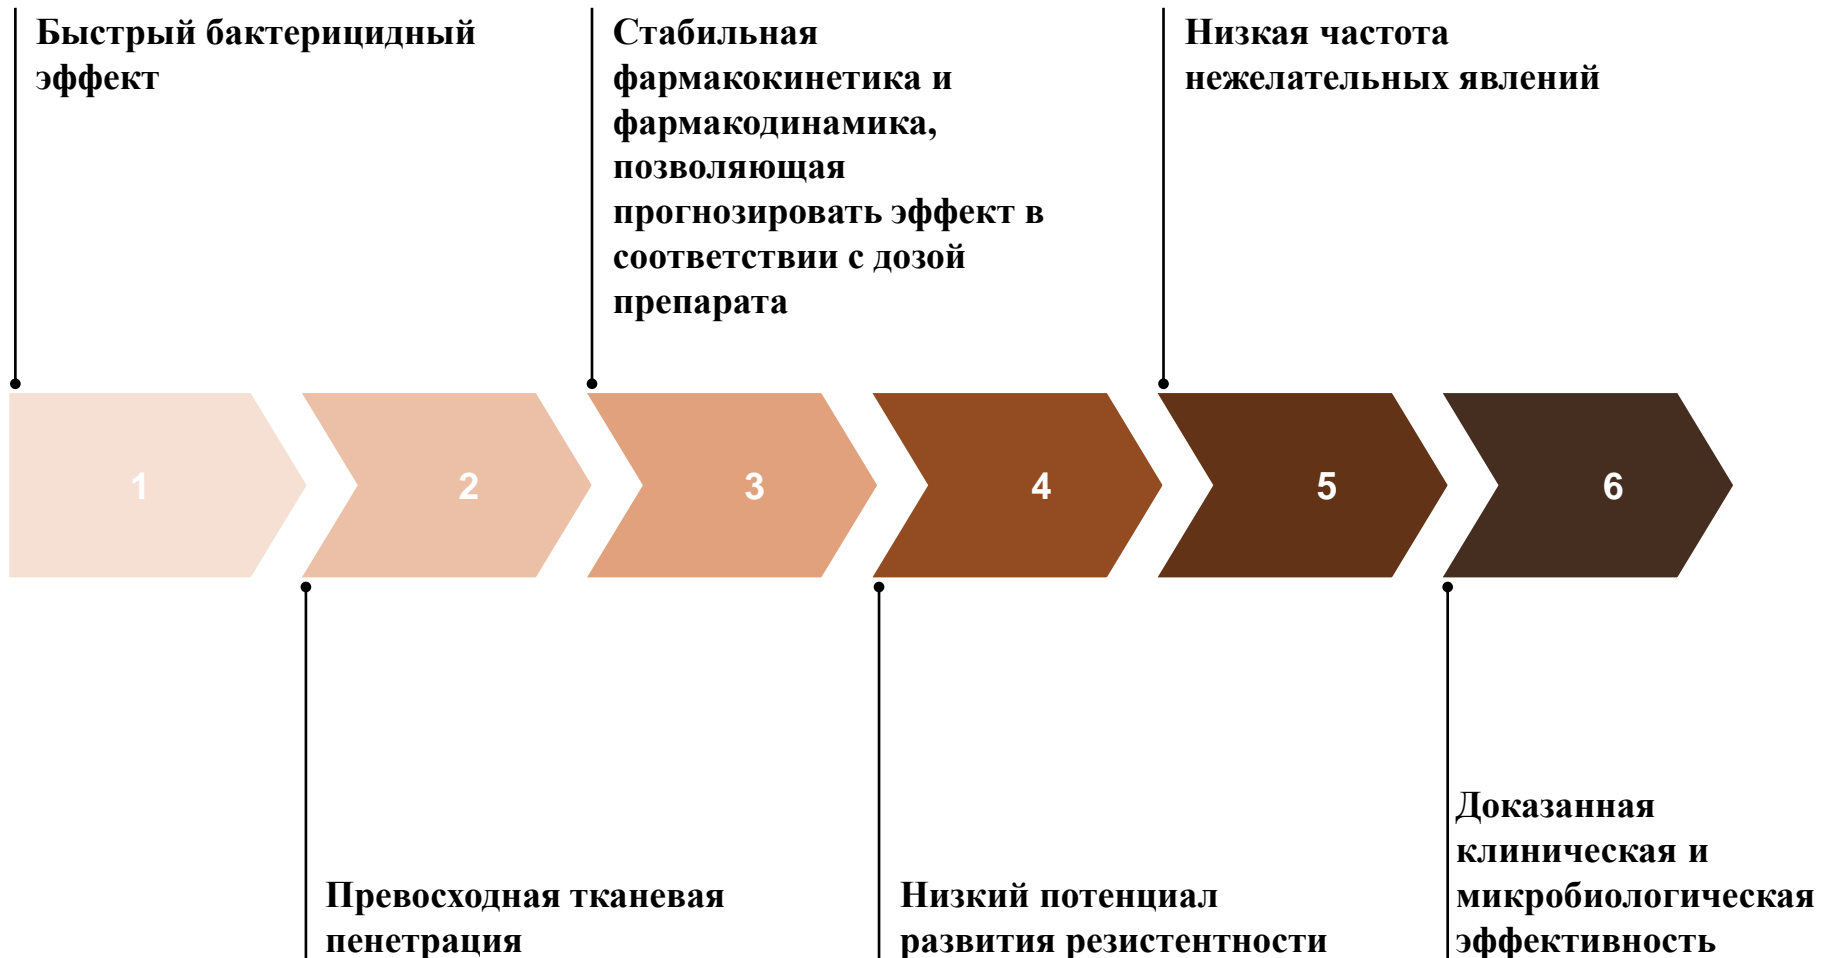 Быстрый бактерицидный
эффект
Стабильная
фармакокинетика и
фармакодинамика,
позволяющая
прогнозировать эффект в
соответствии с дозой
препарата
Низкая частота
нежелательных явлений
1
2
3
4
5
6
Превосходная тканевая
пенетрация
Низкий потенциал
развития резистентности
Доказанная
клиническая и
микробиологическая
эффективность